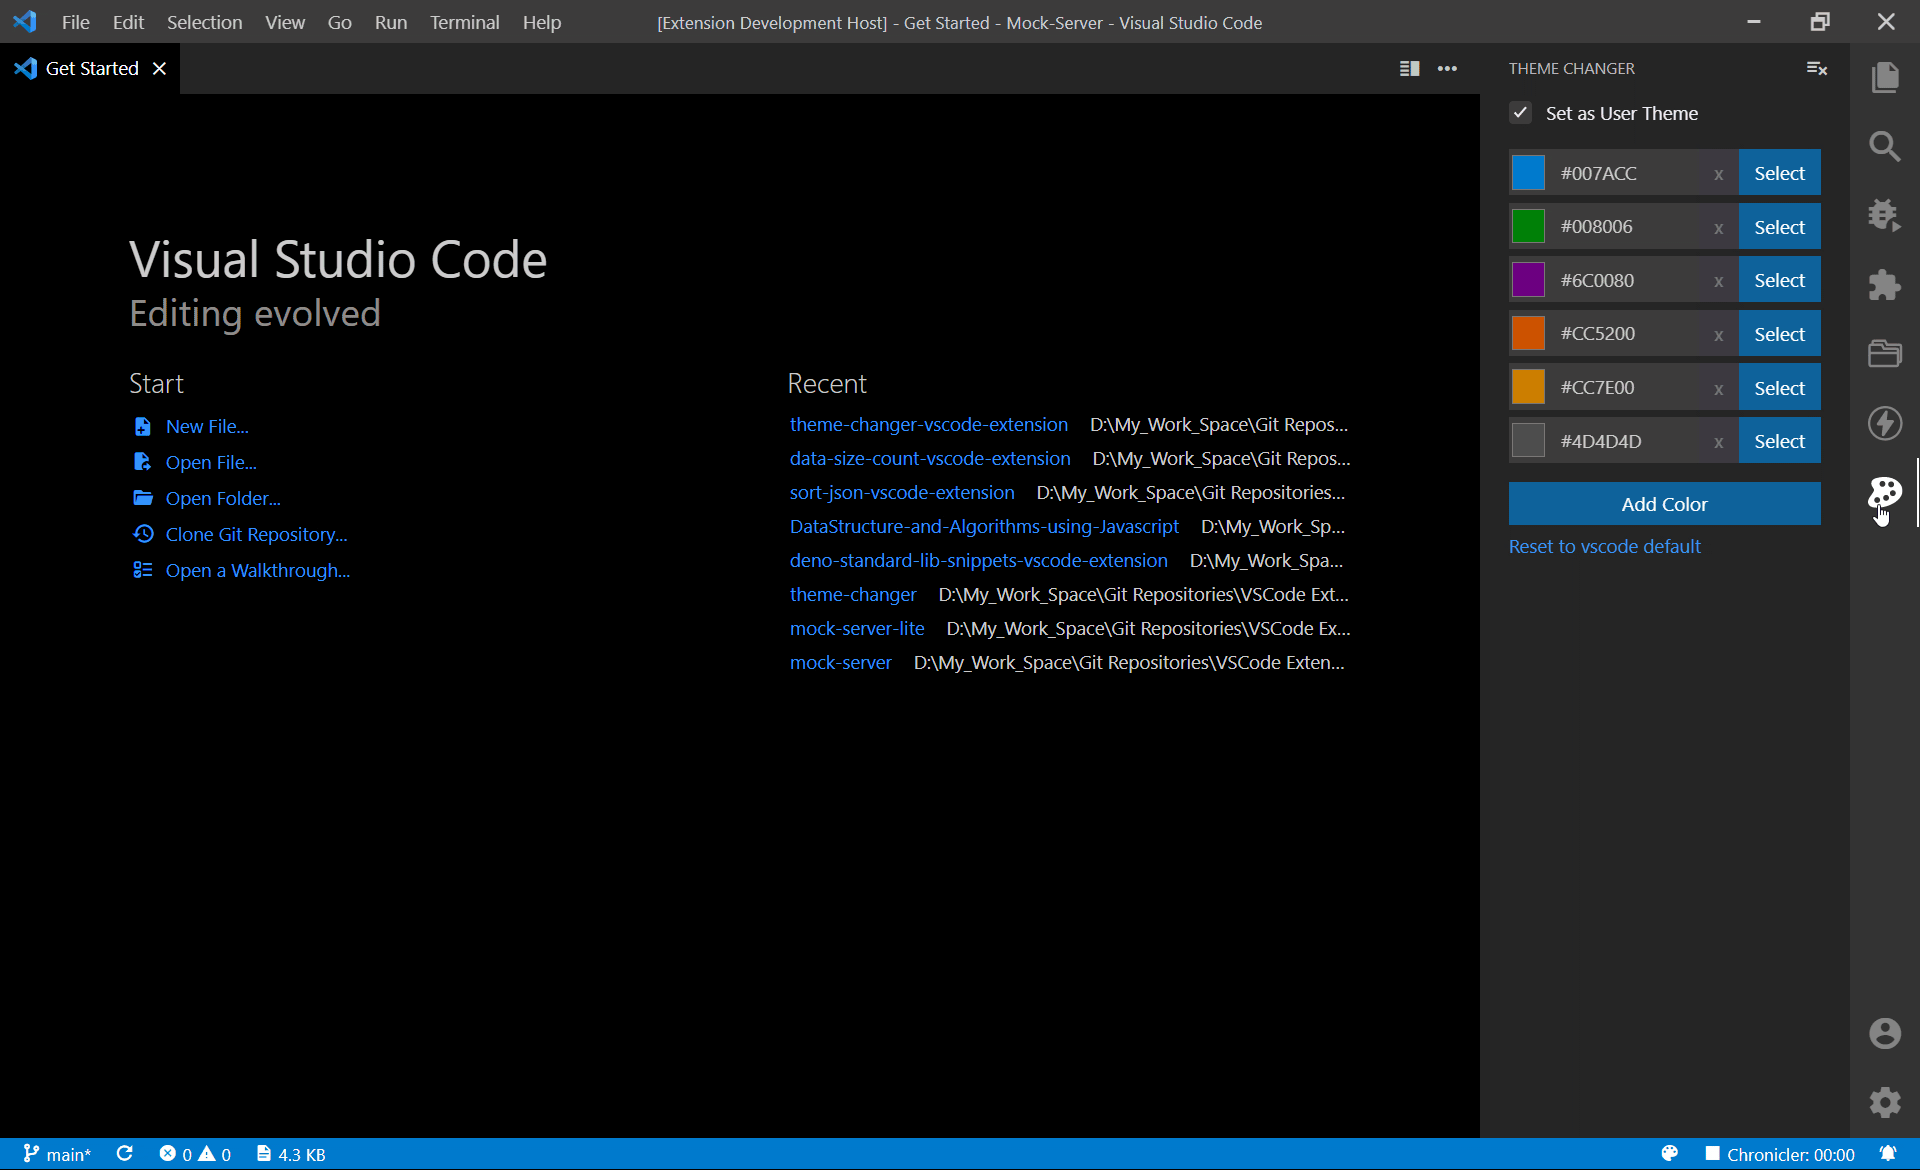 File Edit Selection View Go Run Terminal Help [Extension Development Host] - Get Started - Mock-Server - Visual Studio Code
Get Started
THEME CHANGER
Set as User Theme
#007ACC x Select
#008006 x Select
#6C0080 x Select
#CC5200 x Select
#CC7E00 x Select
#4D4D4D x Select
Add Color
Reset to vscode default
Visual Studio Code
Editing evolved
Start
New File...
Open File...
Open Folder...
Clone Git Repository...
Open a Walkthrough...
Recent
theme-changer-vscode-extension D:\My_Work_Space\Git Repos...
data-size-count-vscode-extension D:\My_Work_Space\Git Repos...
sort-json-vscode-extension D:\My_Work_Space\Git Repositories...
DataStructure-and-Algorithms-using-Javascript D:\My_Work_Sp...
deno-standard-lib-snippets-vscode-extension D:\My_Work_Spa...
theme-changer D:\My_Work_Space\Git Repositories\VSCode Ext...
mock-server-lite D:\My_Work_Space\Git Repositories\VSCode Ex...
mock-server D:\My_Work_Space\Git Repositories\VSCode Exten...
main* 0 0 4.3 KB Chronicler: 00:00